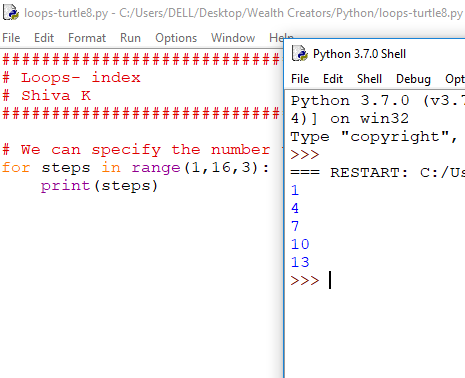 loops-turtle8.py - C:/Users/DELL/Desktop/Wealth Creators/Python/loops-turtle8.py
File Edit Format Run Options Window Help
############################
# Loops- index
# Shiva K
############################
# We can specify the number
for steps in range(1,16,3):
    print(steps)
Python 3.7.0 Shell
File Edit Shell Debug Opt
Python 3.7.0 (v3.7
4)] on win32
Type "copyright",
>>>
=== RESTART: C:/Us
1
4
7
10
13
>>>